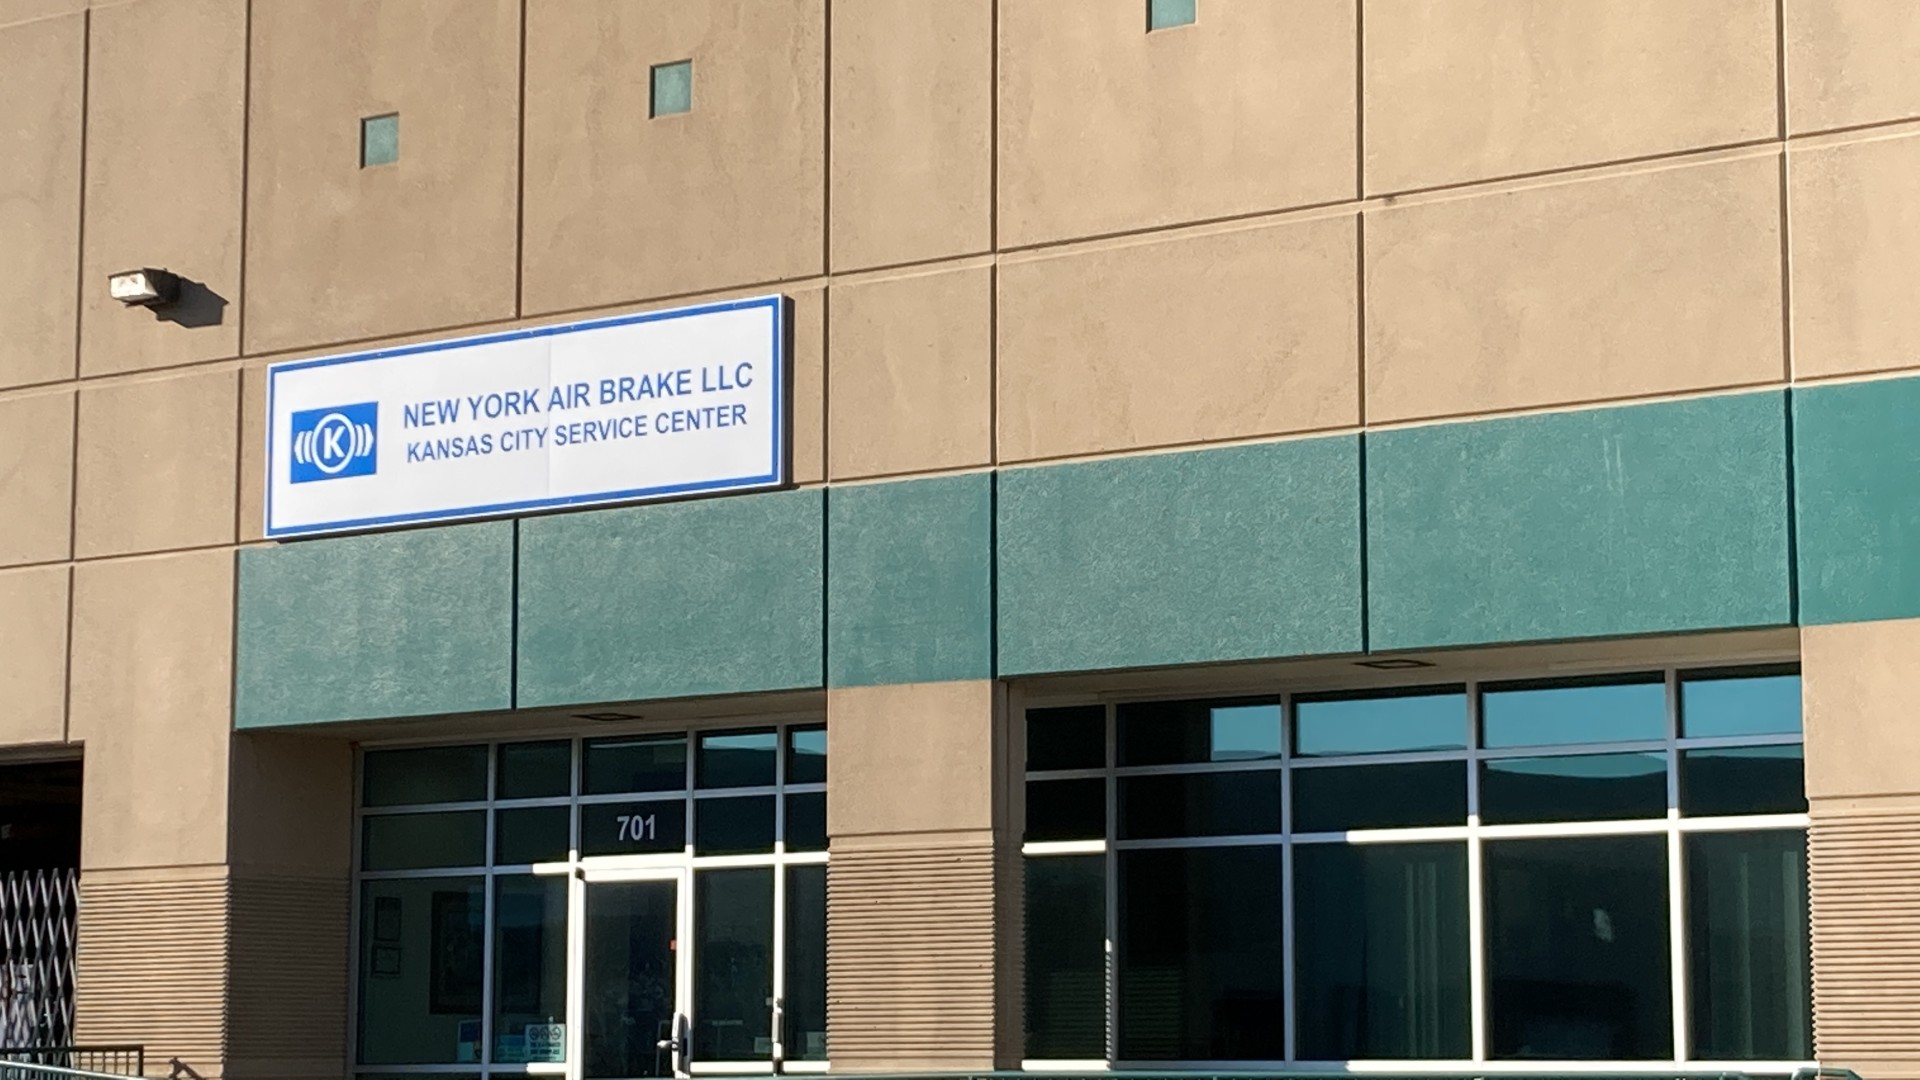 K
NEW YORK AIR BRAKE LLC
KANSAS CITY SERVICE CENTER
701